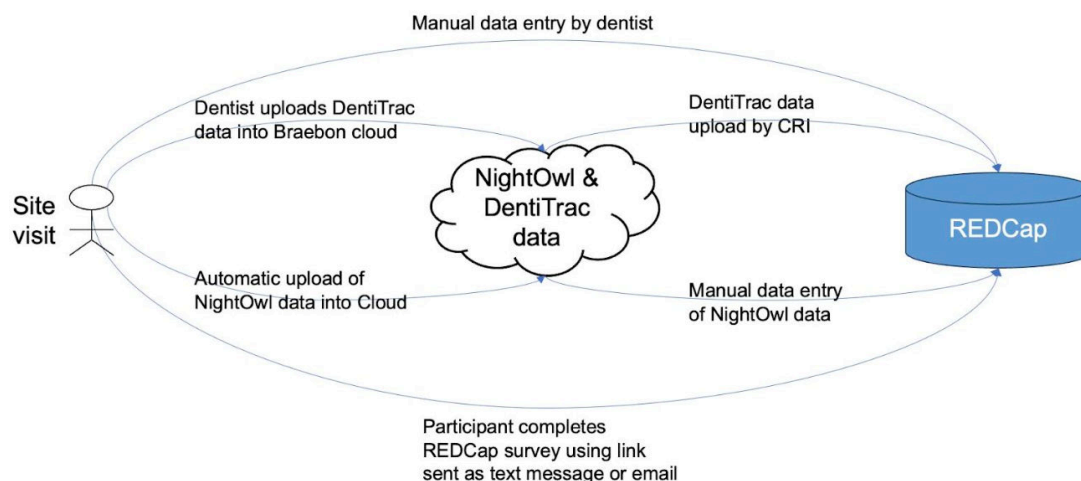 Manual data entry by dentist
Dentist uploads DentiTrac
data into Braebon cloud
DentiTrac data
upload by CRI
NightOwl &
DentiTrac
data
Site
visit
REDCap
Automatic upload of
NightOwl data into Cloud
Manual data entry
of NightOwl data
Participant completes
REDCap survey using link
sent as text message or email